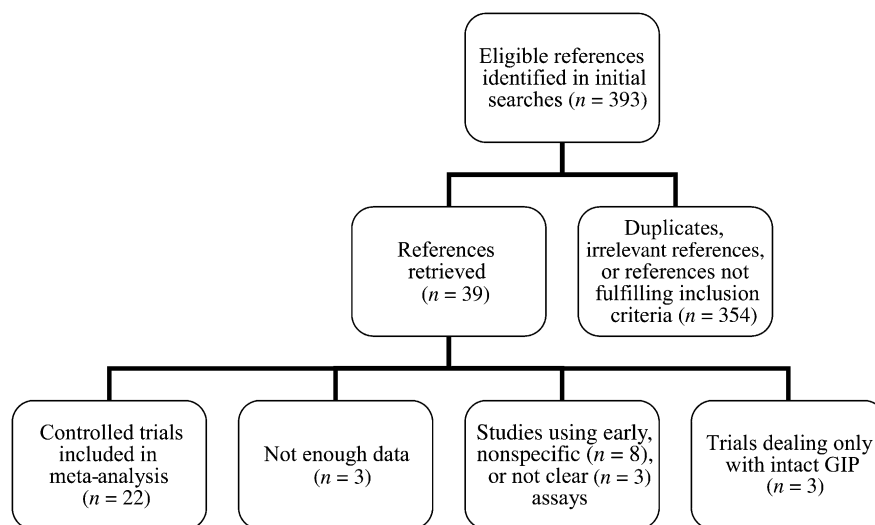 Eligible references
identified in initial
searches (n = 393)
References
retrieved
(n = 39)
Duplicates,
irrelevant references,
or references not
fulfilling inclusion
criteria (n = 354)
Controlled trials
included in
meta-analysis
(n = 22)
Not enough data
(n = 3)
Studies using early,
nonspecific (n = 8),
or not clear (n = 3)
assays
Trials dealing only
with intact GIP
(n = 3)